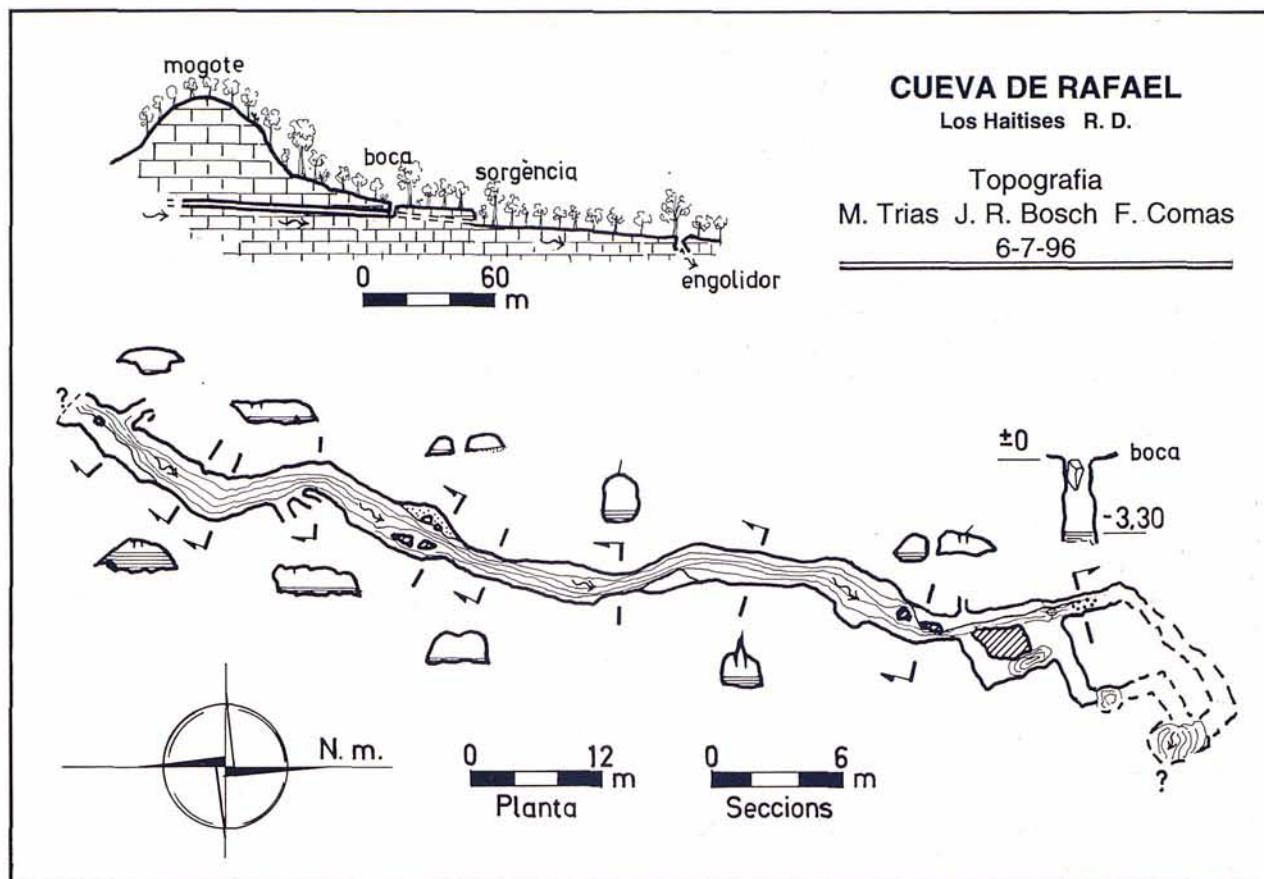 mogote
boca
sorgència
engolidor
0 60
m
CUEVA DE RAFAEL
Los Haitises R. D.
Topografia
M. Trias J. R. Bosch F. Comas
6-7-96
?
±0
boca
-3,30
?
N. m.
0 12
m
Planta
0 6
m
Seccions